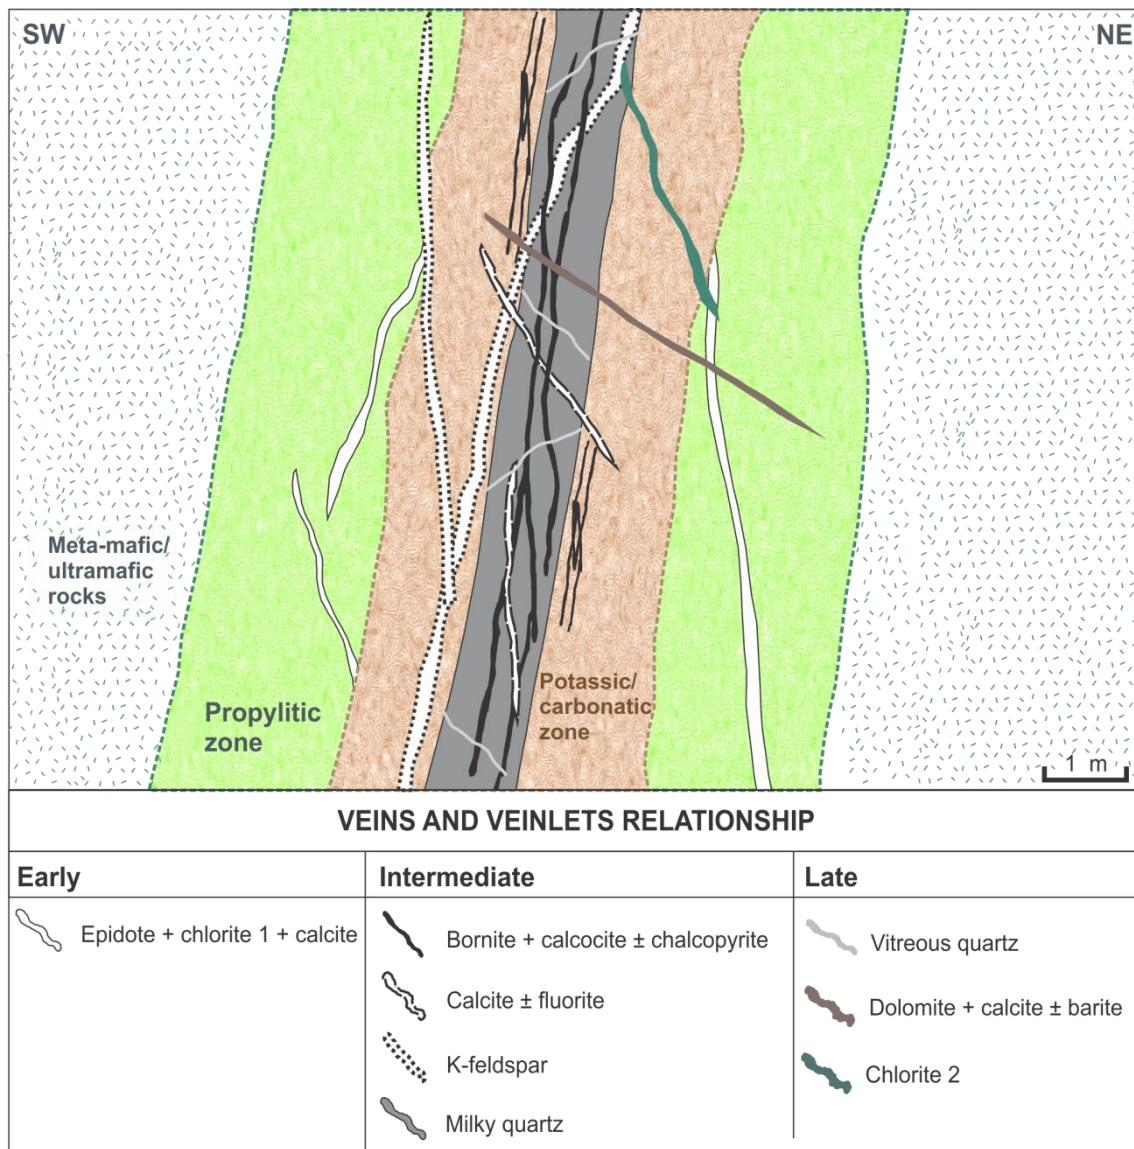 SW
NE
Meta-mafic/
ultramafic
rocks
Propylitic
zone
Potassic/
carbonatic
zone
1 m
VEINS AND VEINLETS RELATIONSHIP
Early
Epidote + chlorite 1 + calcite
Intermediate
Bornite + calcocite ± chalcopyrite
Calcite ± fluorite
K-feldspar
Milky quartz
Late
Vitreous quartz
Dolomite + calcite ± barite
Chlorite 2